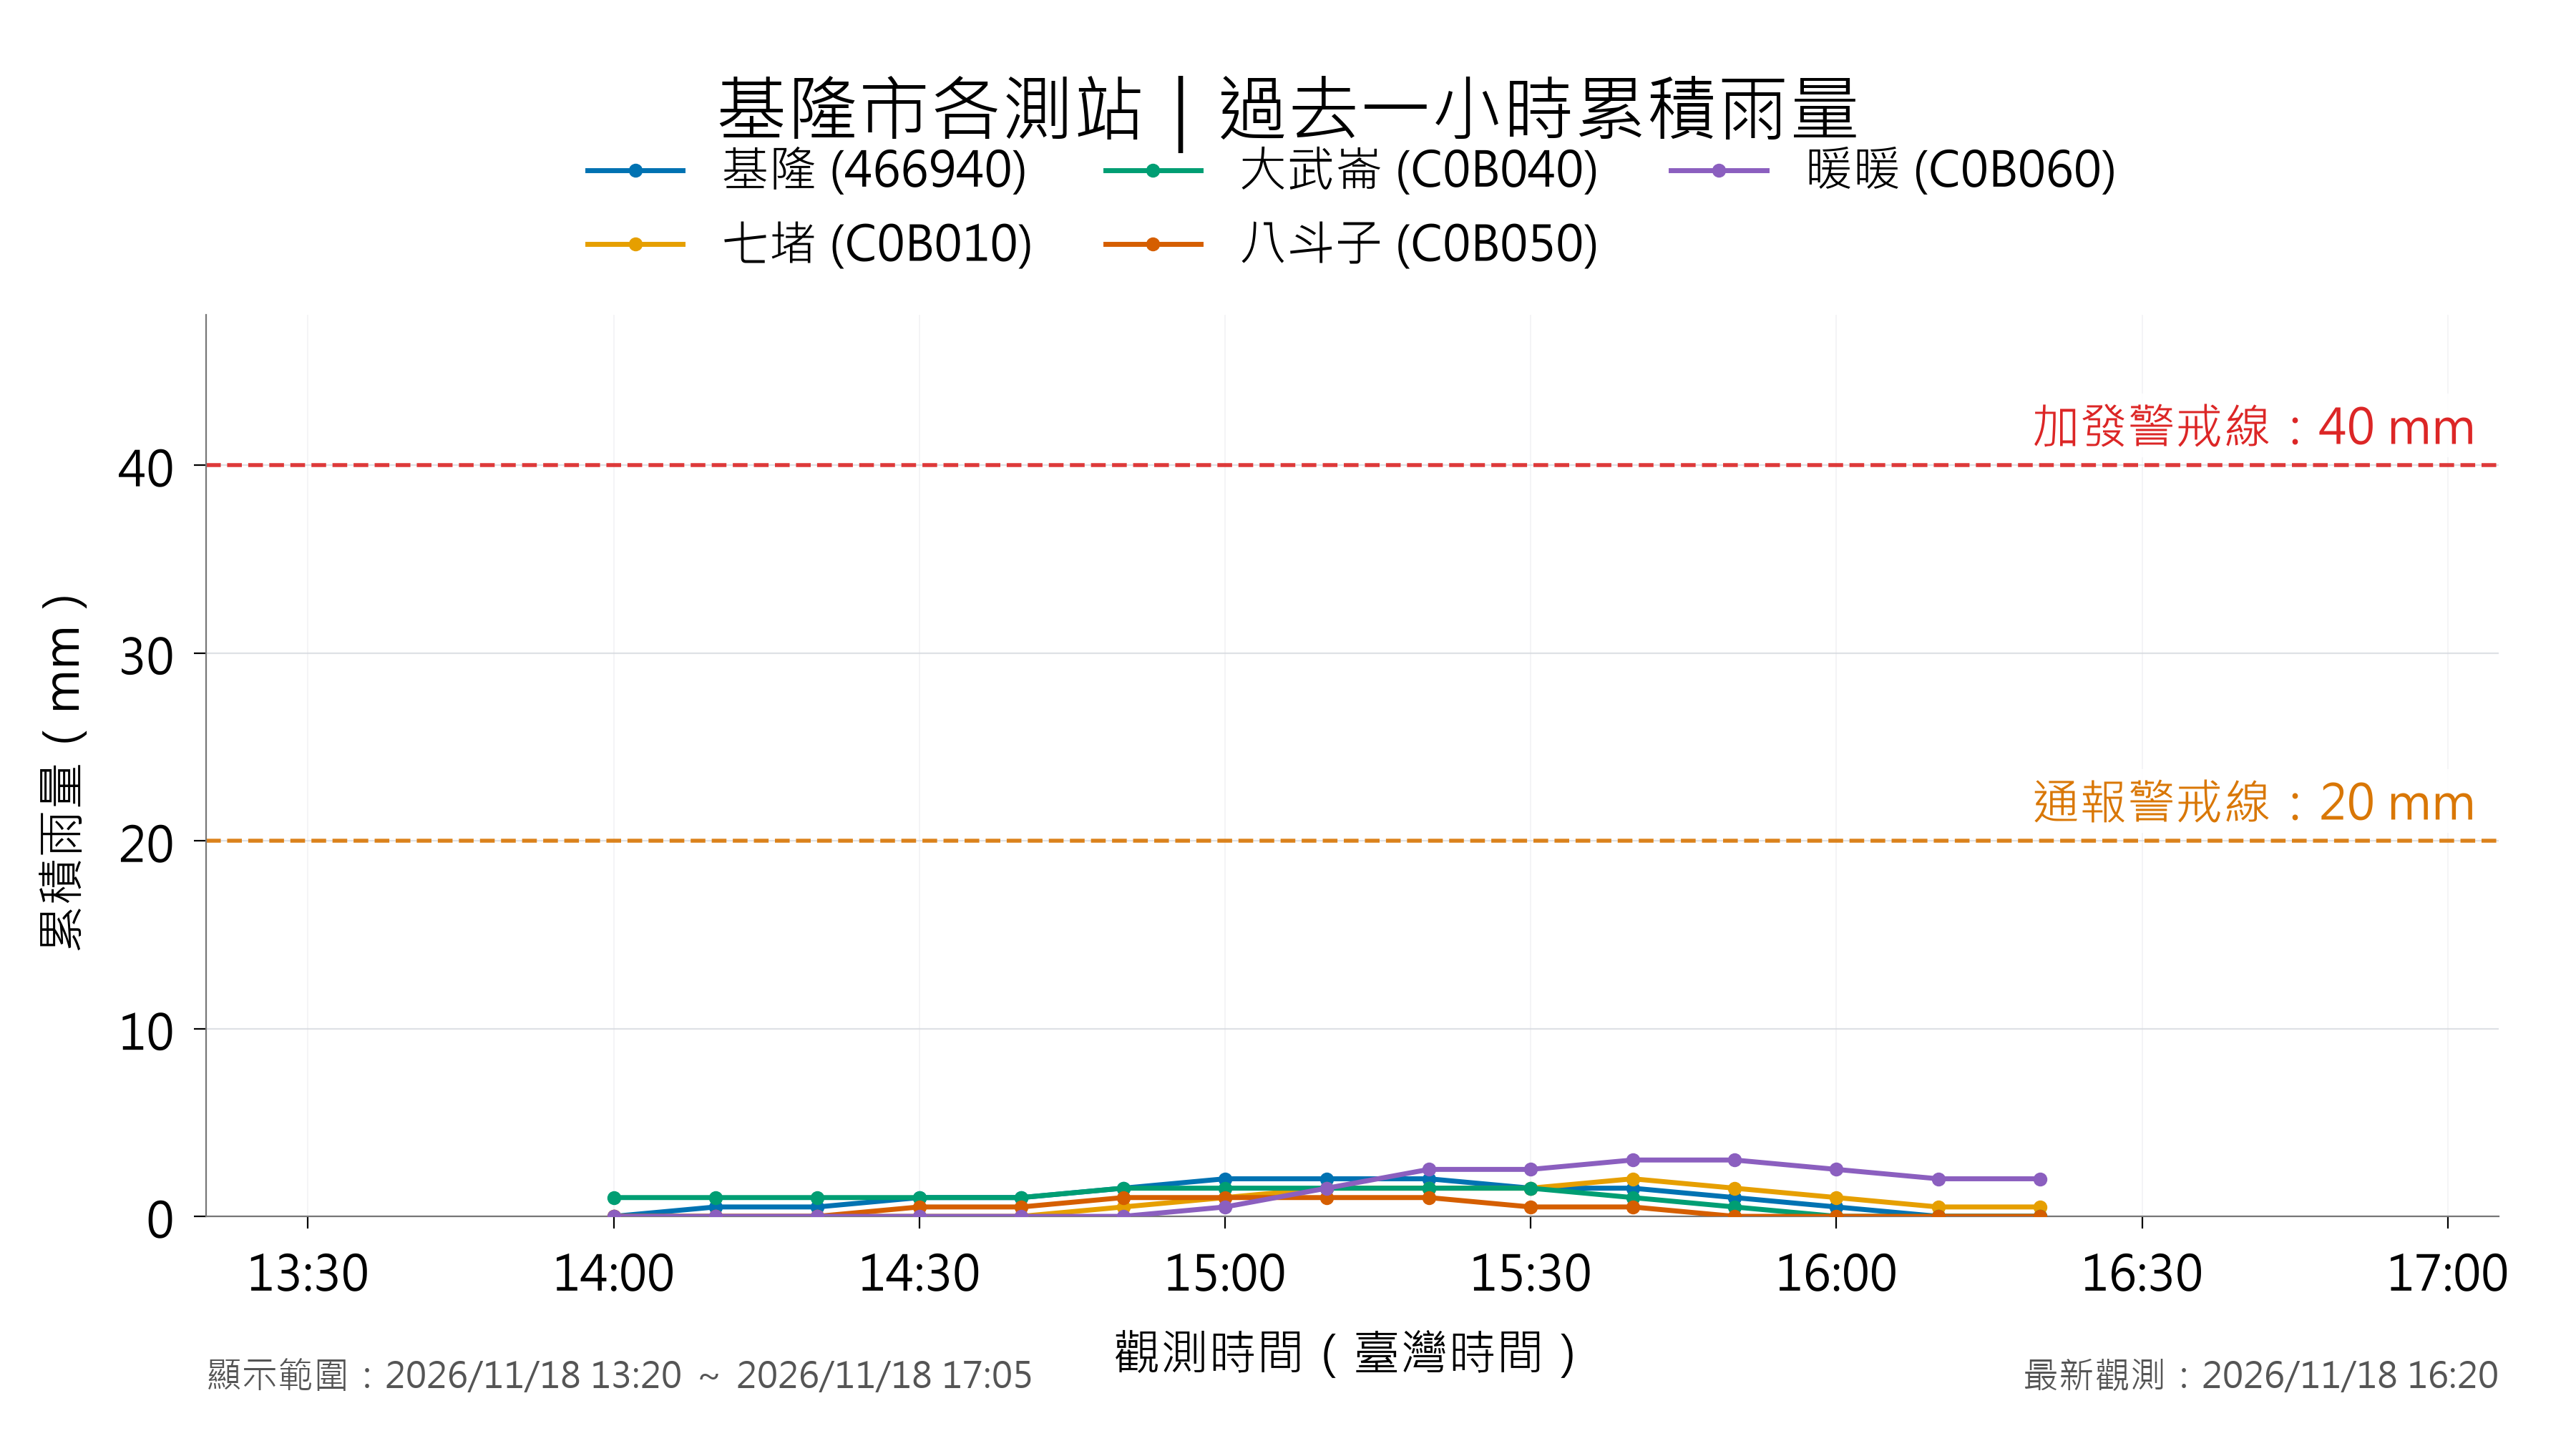 基隆市各測站｜過去一小時累積雨量
基隆 (466940)
大武崙 (C0B040)
暖暖 (C0B060)
七堵 (C0B010)
八斗子 (C0B050)
加發警戒線：40 mm
通報警戒線：20 mm
累積雨量（mm）
40
30
20
10
0
13:30
14:00
14:30
15:00
15:30
16:00
16:30
17:00
觀測時間（臺灣時間）
顯示範圍：2026/11/18 13:20 ~ 2026/11/18 17:05
最新觀測：2026/11/18 16:20